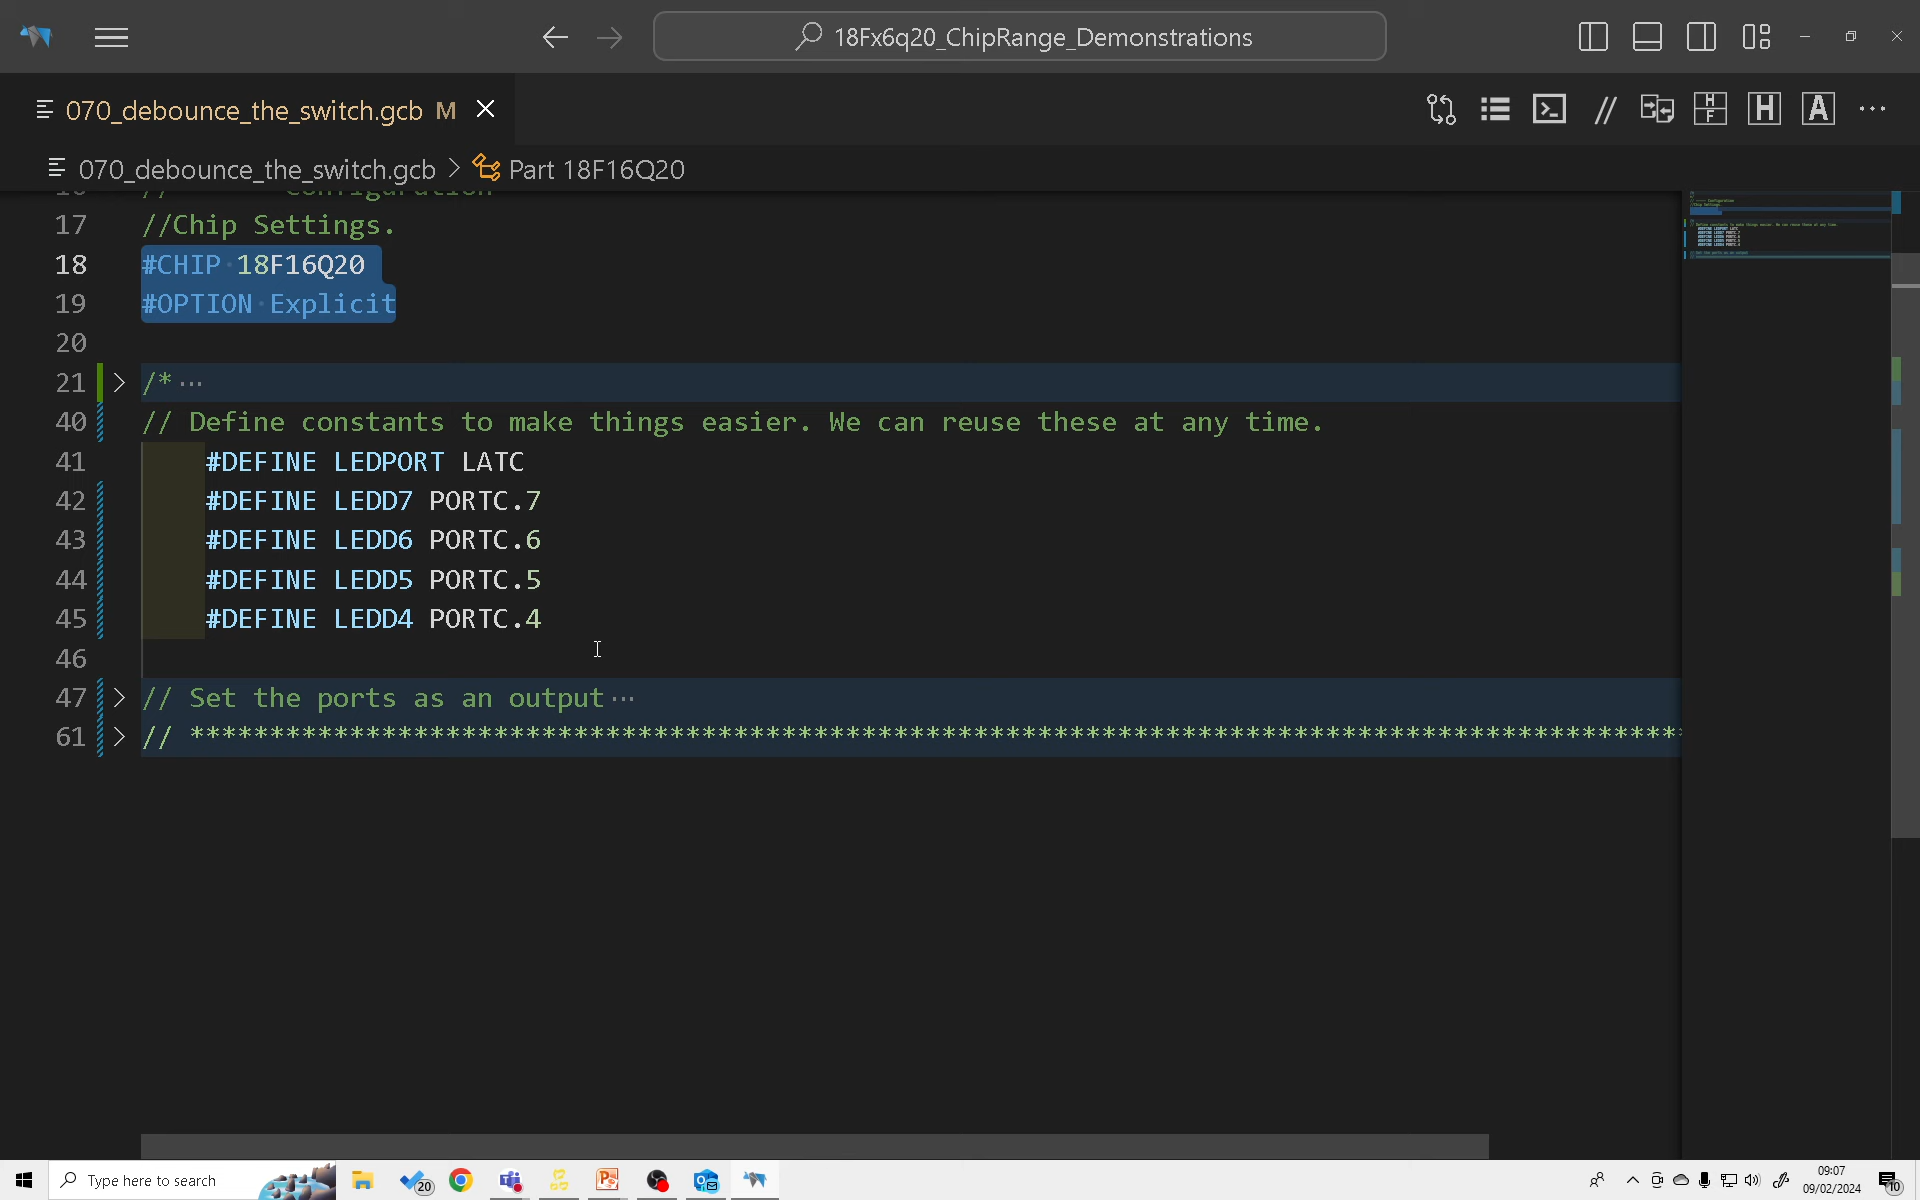 18Fx6q20_ChipRange_Demonstrations
070_debounce_the_switch.gcb M
H
F
H
A
070_debounce_the_switch.gcb > Part 18F16Q20
17 //Chip Settings.
18 #CHIP 18F16Q20
19 #OPTION Explicit
20
21 > /* ...
40 // Define constants to make things easier. We can reuse these at any time.
41 #DEFINE LEDPORT LATC
42 #DEFINE LEDD7 PORTC.7
43 #DEFINE LEDD6 PORTC.6
44 #DEFINE LEDD5 PORTC.5
45 #DEFINE LEDD4 PORTC.4
46
47 > // Set the ports as an output ...
61 > // *********************************************************************************************
Type here to search
20
09:07
09/02/2024
10